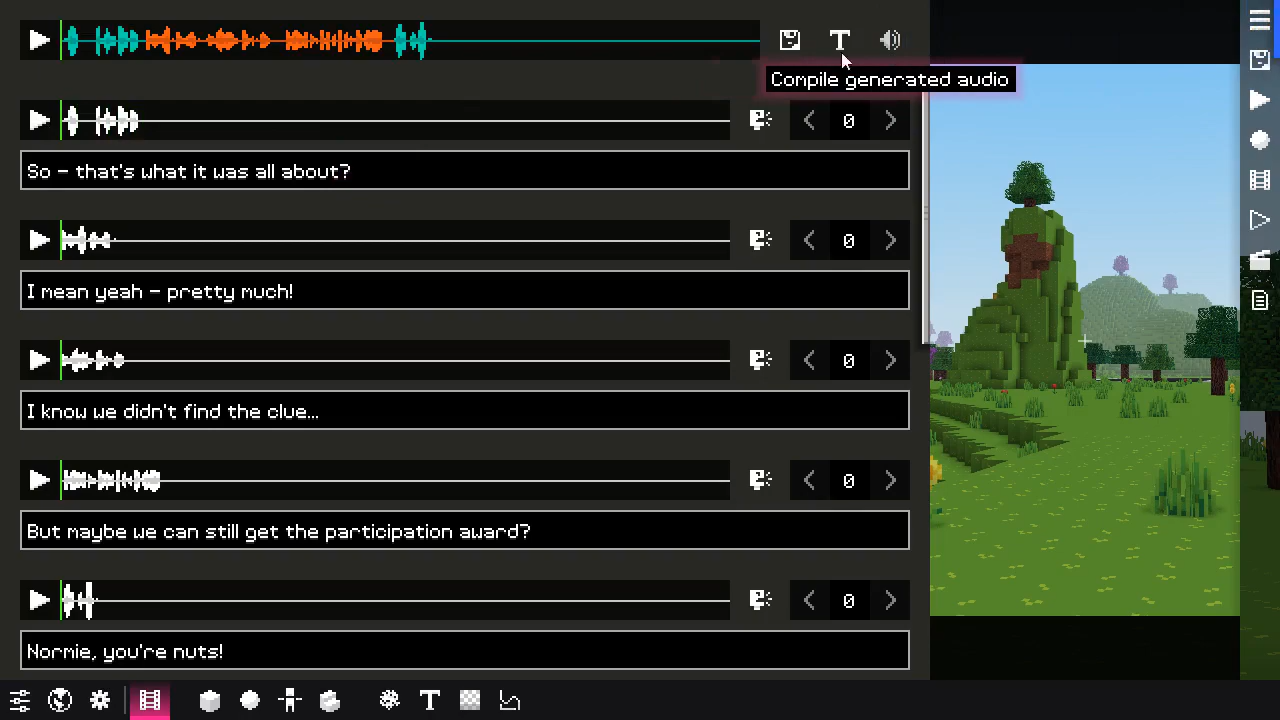 Compile generated audio
0
So – that's what it was all about?
0
I mean yeah – pretty much!
0
I know we didn't find the clue...
0
But maybe we can still get the participation award?
0
Normie, you're nuts!